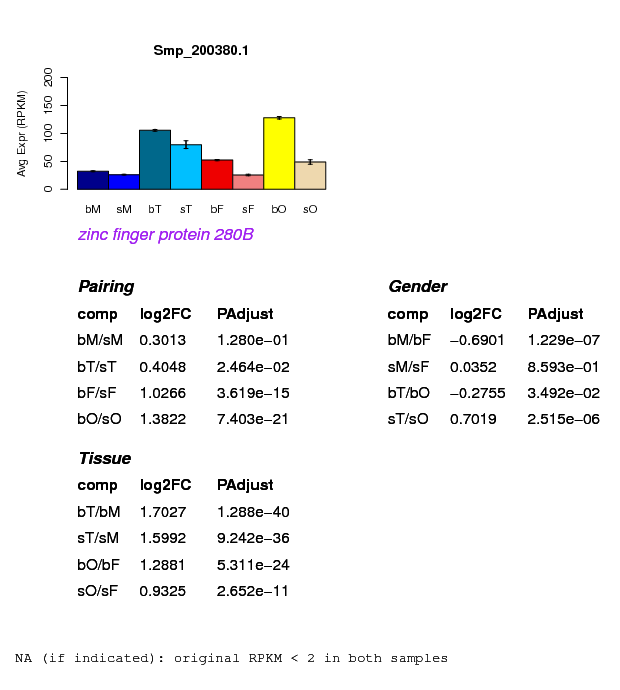 Smp_200380.1
Avg Expr (RPKM)
200
150
100
50
0
bM sM bT sT bF sF bO sO
zinc finger protein 280B
Pairing
comp log2FC PAdjust
bM/sM 0.3013 1.280e−01
bT/sT 0.4048 2.464e−02
bF/sF 1.0266 3.619e−15
bO/sO 1.3822 7.403e−21
Gender
comp log2FC PAdjust
bM/bF −0.6901 1.229e−07
sM/sF 0.0352 8.593e−01
bT/bO −0.2755 3.492e−02
sT/sO 0.7019 2.515e−06
Tissue
comp log2FC PAdjust
bT/bM 1.7027 1.288e−40
sT/sM 1.5992 9.242e−36
bO/bF 1.2881 5.311e−24
sO/sF 0.9325 2.652e−11
NA (if indicated): original RPKM < 2 in both samples